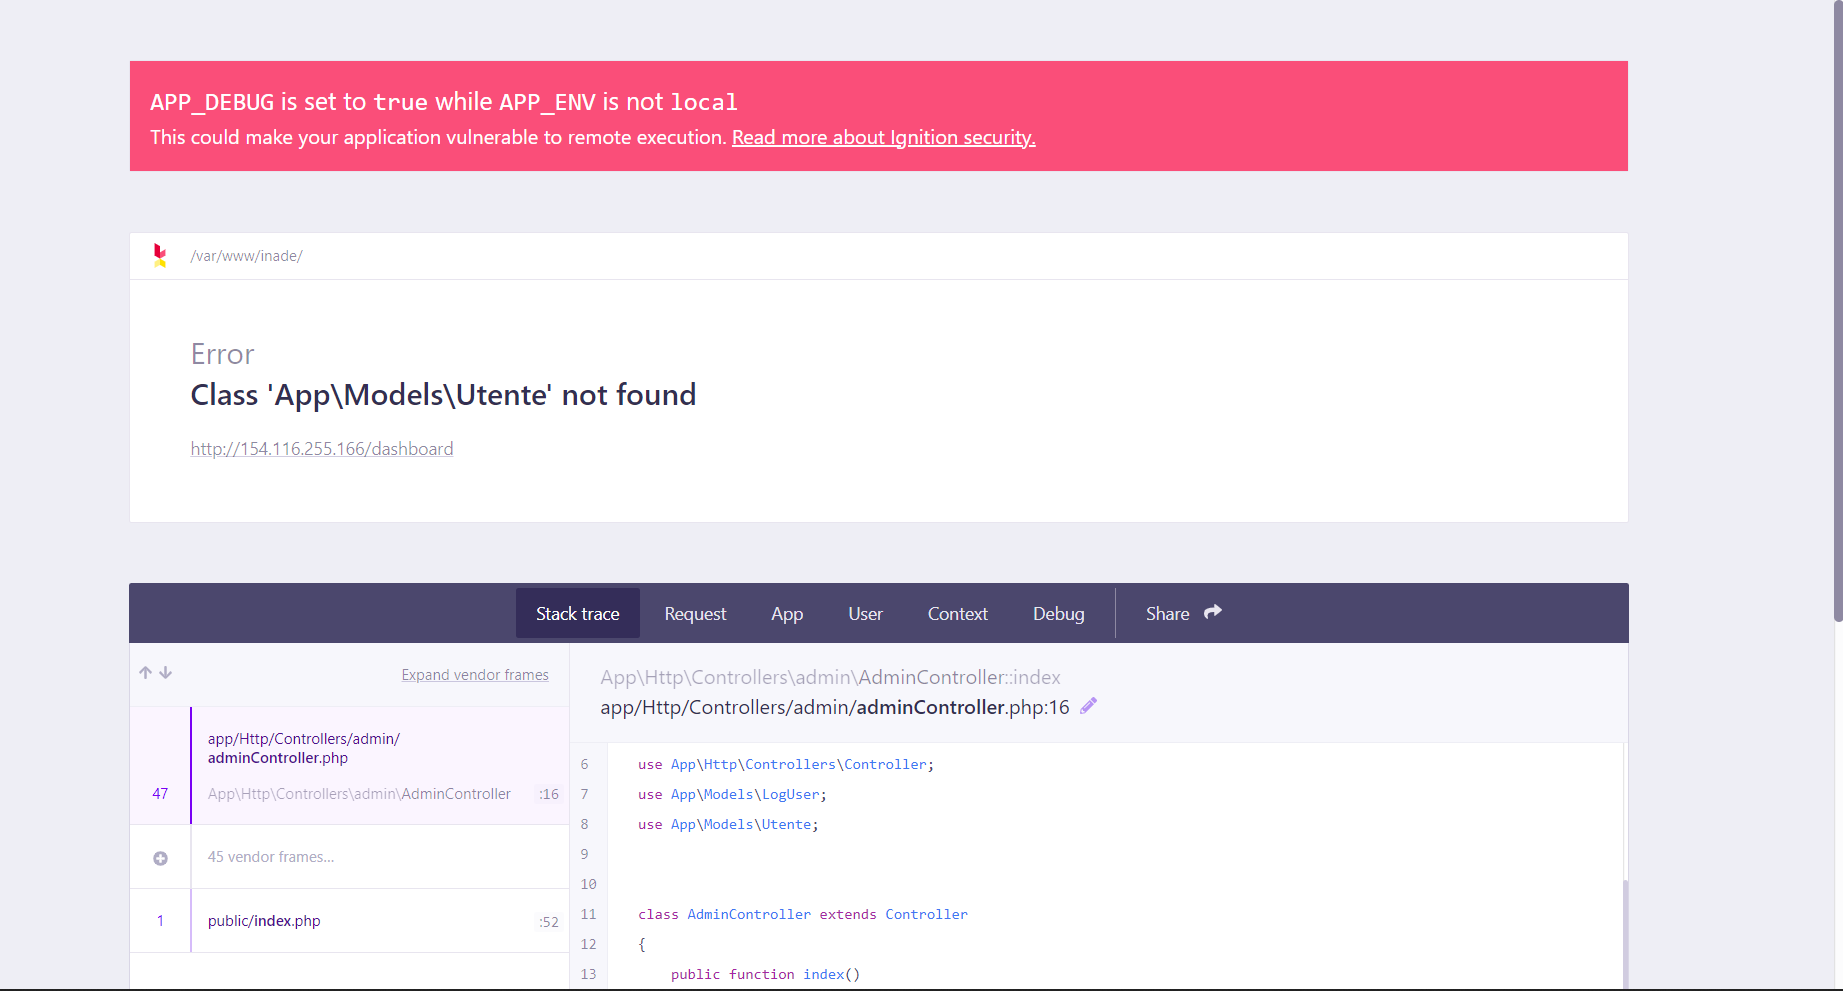 APP_DEBUG is set to true while APP_ENV is not local
This could make your application vulnerable to remote execution. Read more about Ignition security.
/var/www/inade/
Error
Class 'App\Models\Utente' not found
http://154.116.255.166/dashboard
Stack trace Request App User Context Debug Share
Expand vendor frames
app/Http/Controllers/admin/
adminController.php
47 App\Http\Controllers\admin\AdminController :16
45 vendor frames...
1 public/index.php :52
App\Http\Controllers\admin\AdminController::index
app/Http/Controllers/admin/adminController.php:16
6 use App\Http\Controllers\Controller;
7 use App\Models\LogUser;
8 use App\Models\Utente;
9
10
11 class AdminController extends Controller
12 {
13 public function index()